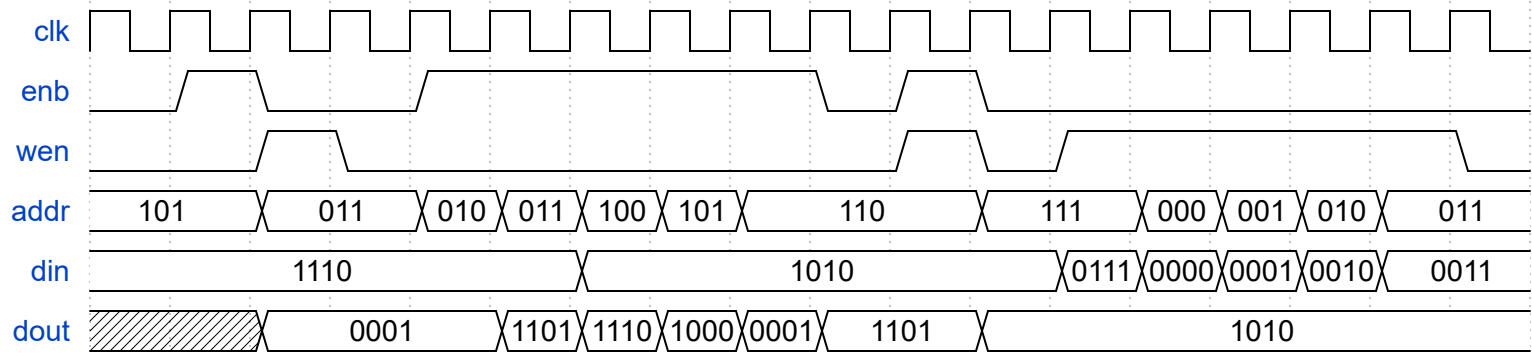 clk
enb
wen
addr 101 011 010 011 100 101 110 111 000 001 010 011
din 1110 1010 0111 0000 0001 0010 0011
dout 0001 1101 1110 1000 0001 1101 1010